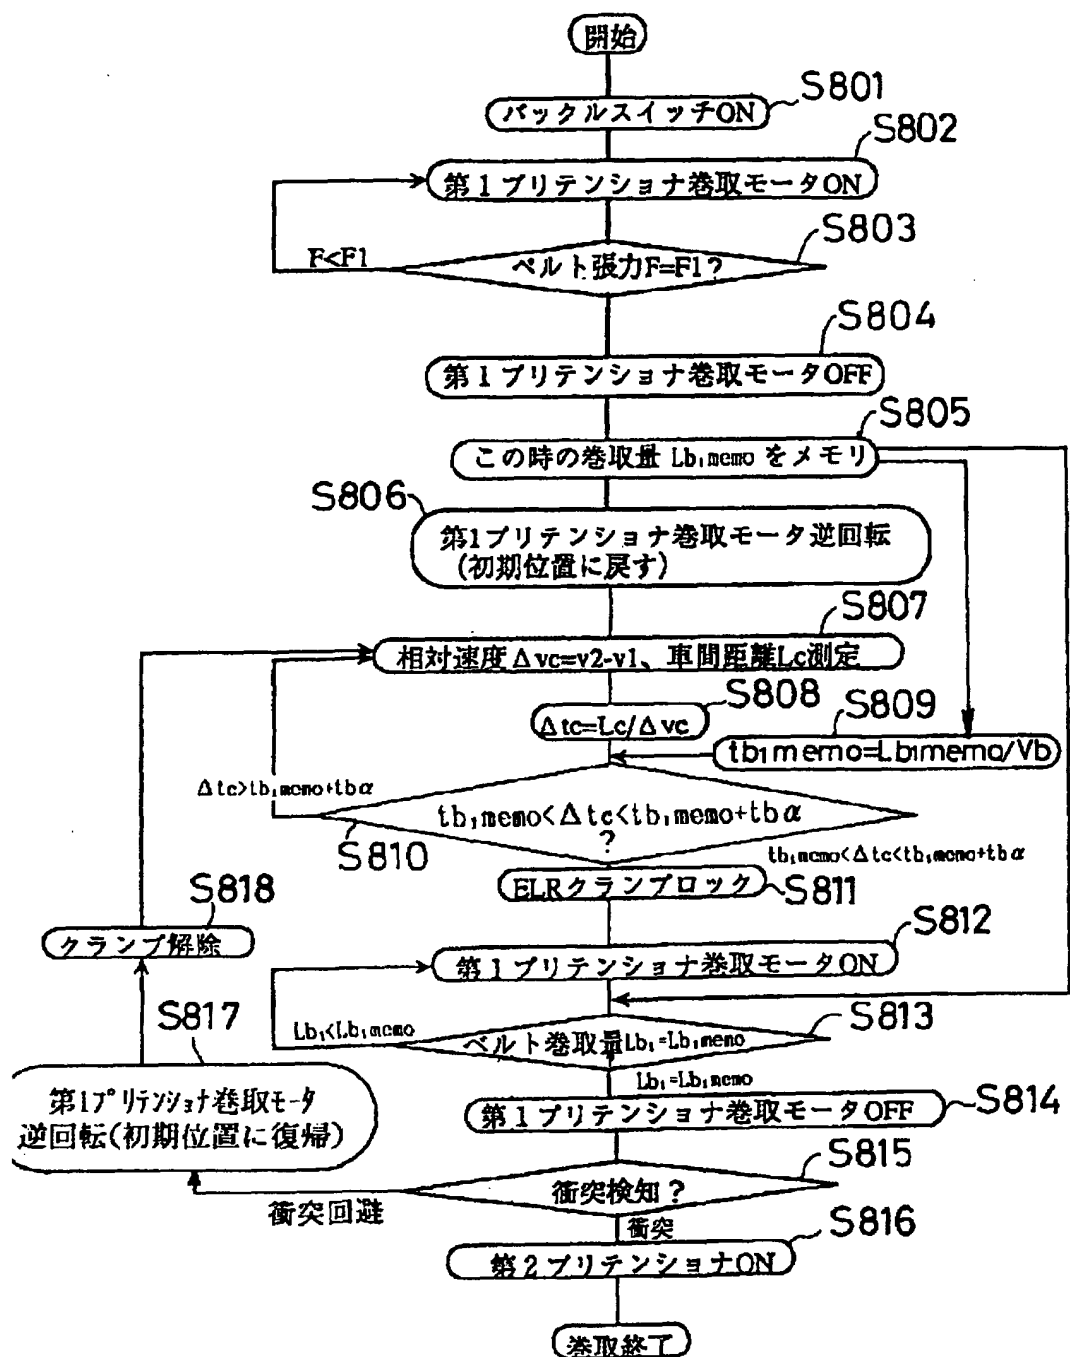 開始
S801
バックルスイッチON
S802
第1プリテンショナ巻取モータON
S803
F<F1
ベルト張力F=F1?
S804
第1プリテンショナ巻取モータOFF
S805
この時の巻取量 Lb₁memo をメモリ
S806
第1プリテンショナ巻取モータ逆回転
(初期位置に戻す)
S807
相対速度Δvc=v2-v1、車間距離Lc測定
S808
Δtc=Lc/Δvc
S809
tb₁memo=Lb₁memo/Vb
Δtc>tb₁memo+tbα
tb₁memo<Δtc<tb₁memo+tbα
?
S810
tb₁memo<Δtc<tb₁memo+tbα
ELRクランプロック
S811
S818
クランプ解除
S812
第1プリテンショナ巻取モータON
S817
Lb₁<Lb₁memo
S813
ベルト巻取量Lb₁=Lb₁memo
Lb₁=Lb₁memo
第1プリテンショナ巻取モータ
逆回転(初期位置に復帰)
S814
第1プリテンショナ巻取モータOFF
S815
衝突検知?
衝突回避
衝突
S816
第2プリテンショナON
巻取終了